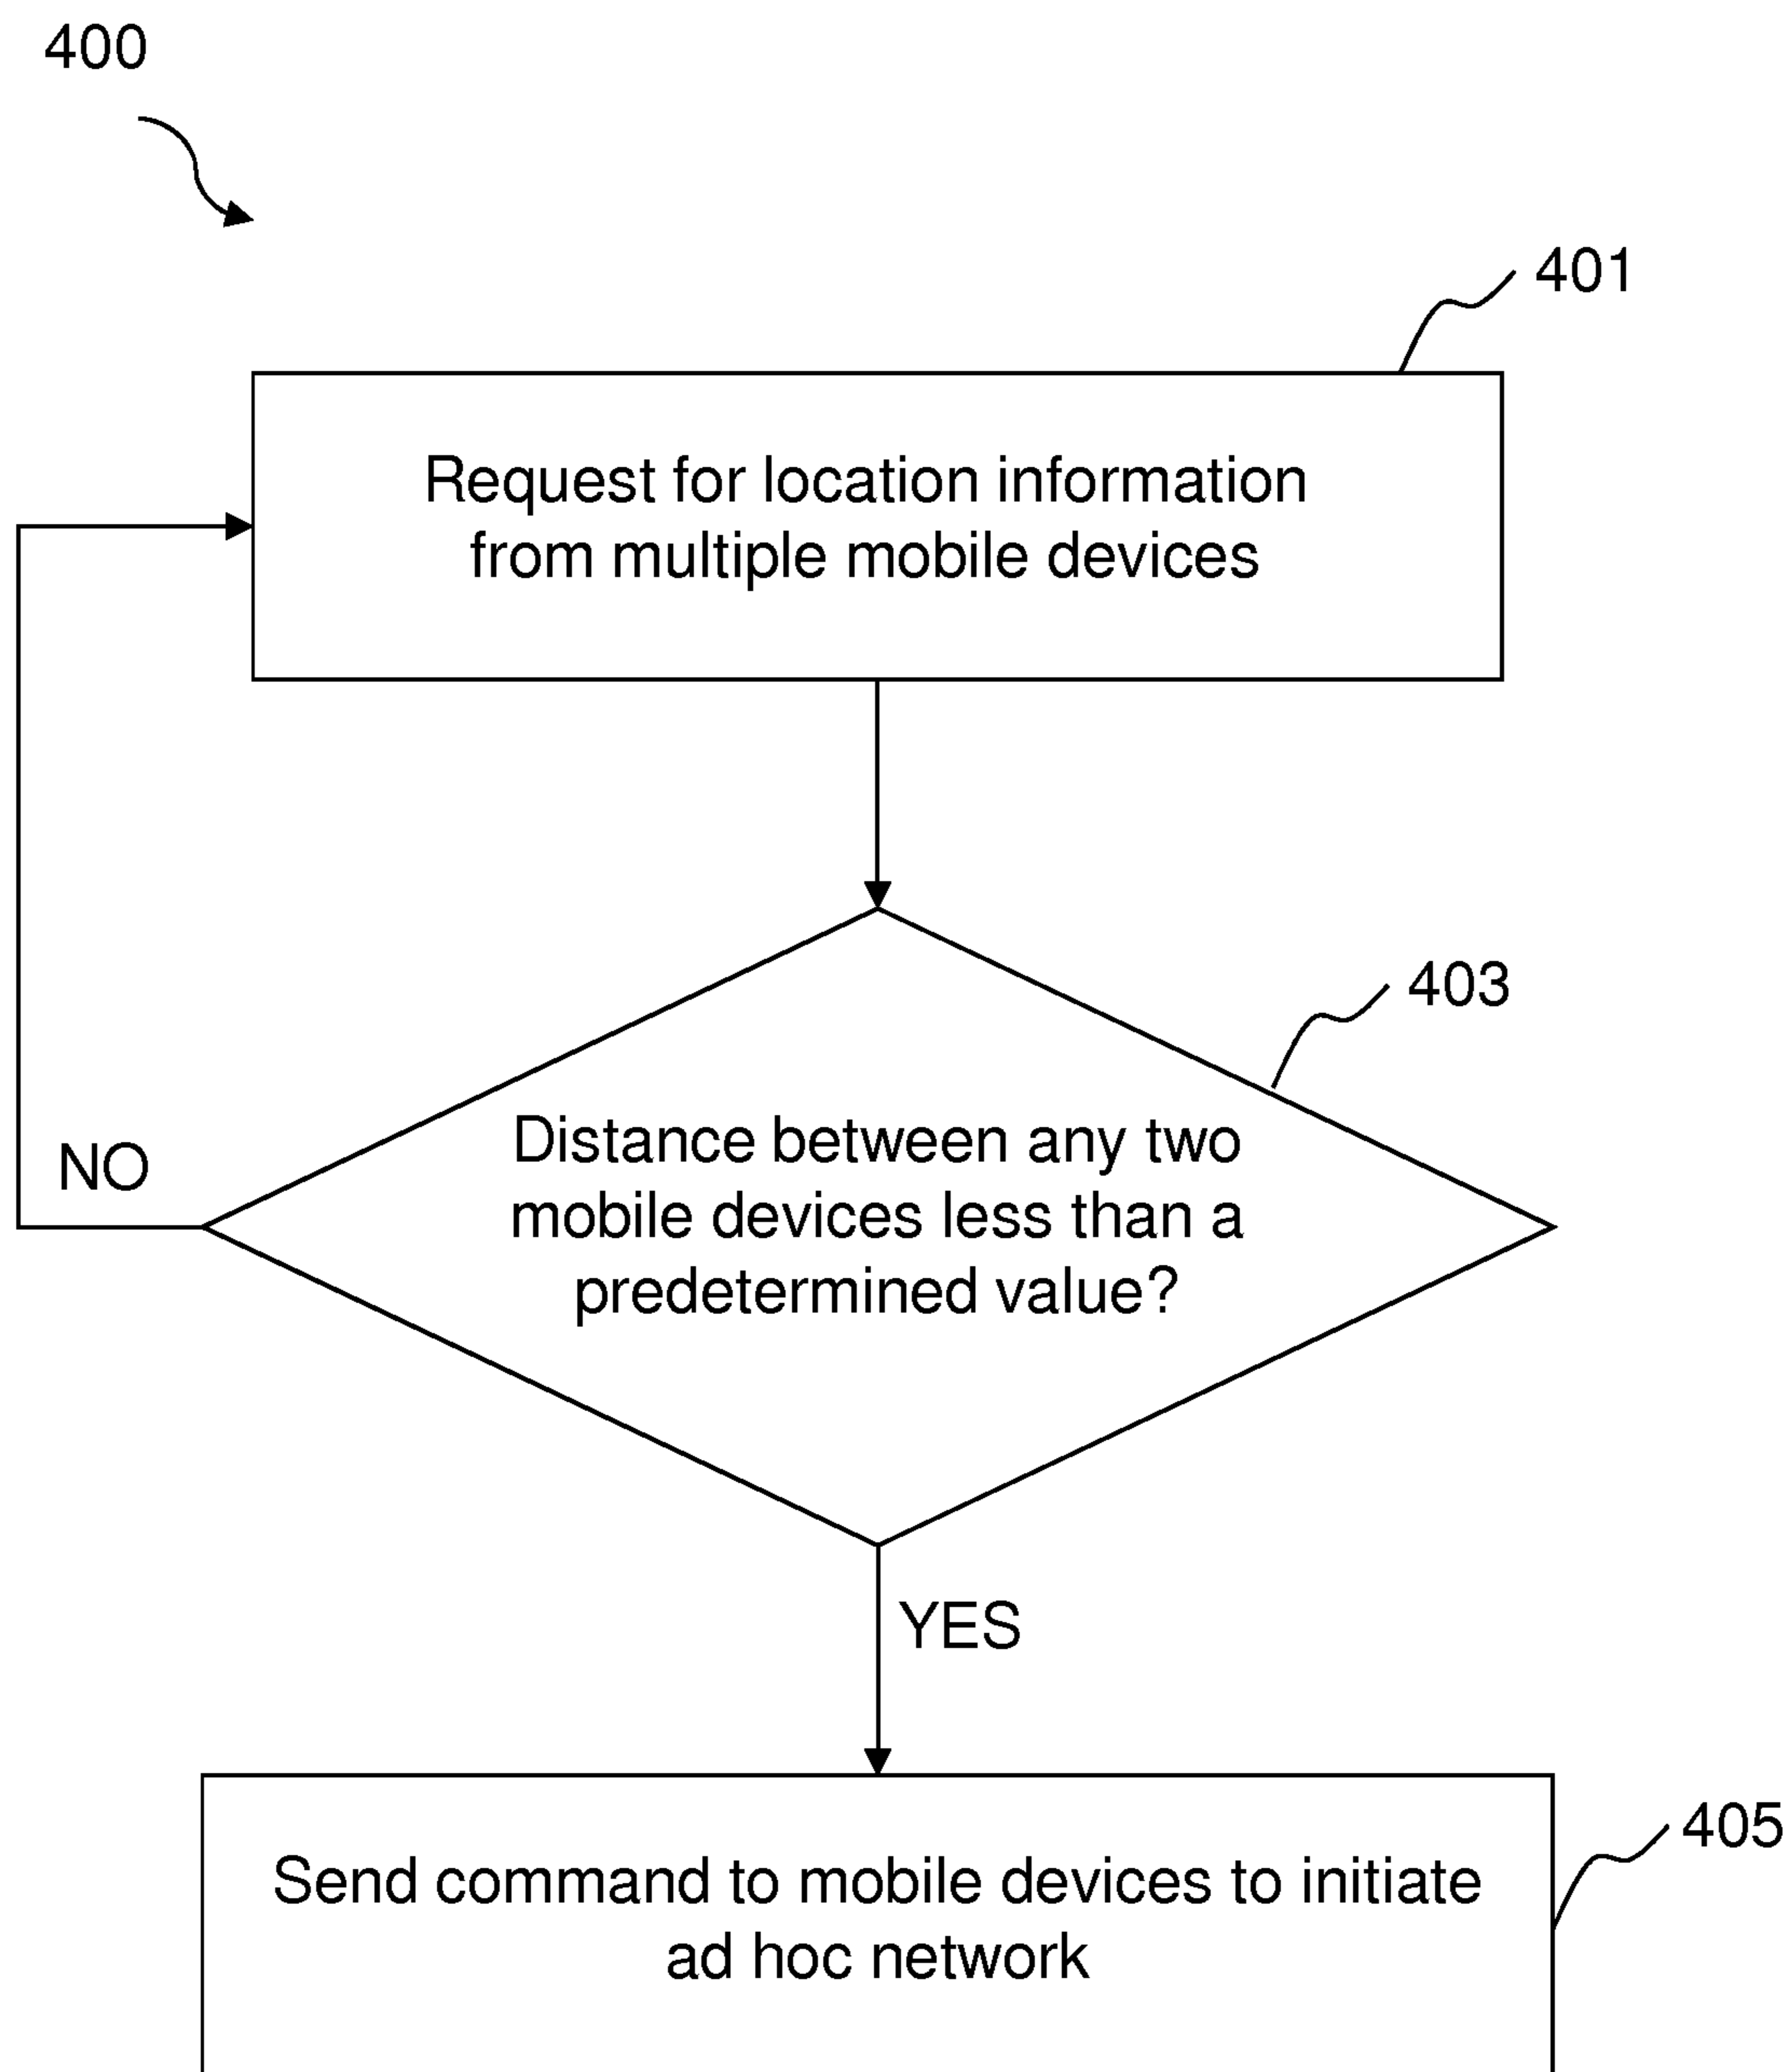 400
401
Request for location information
from multiple mobile devices
403
Distance between any two
mobile devices less than a
predetermined value?
NO
YES
405
Send command to mobile devices to initiate
ad hoc network